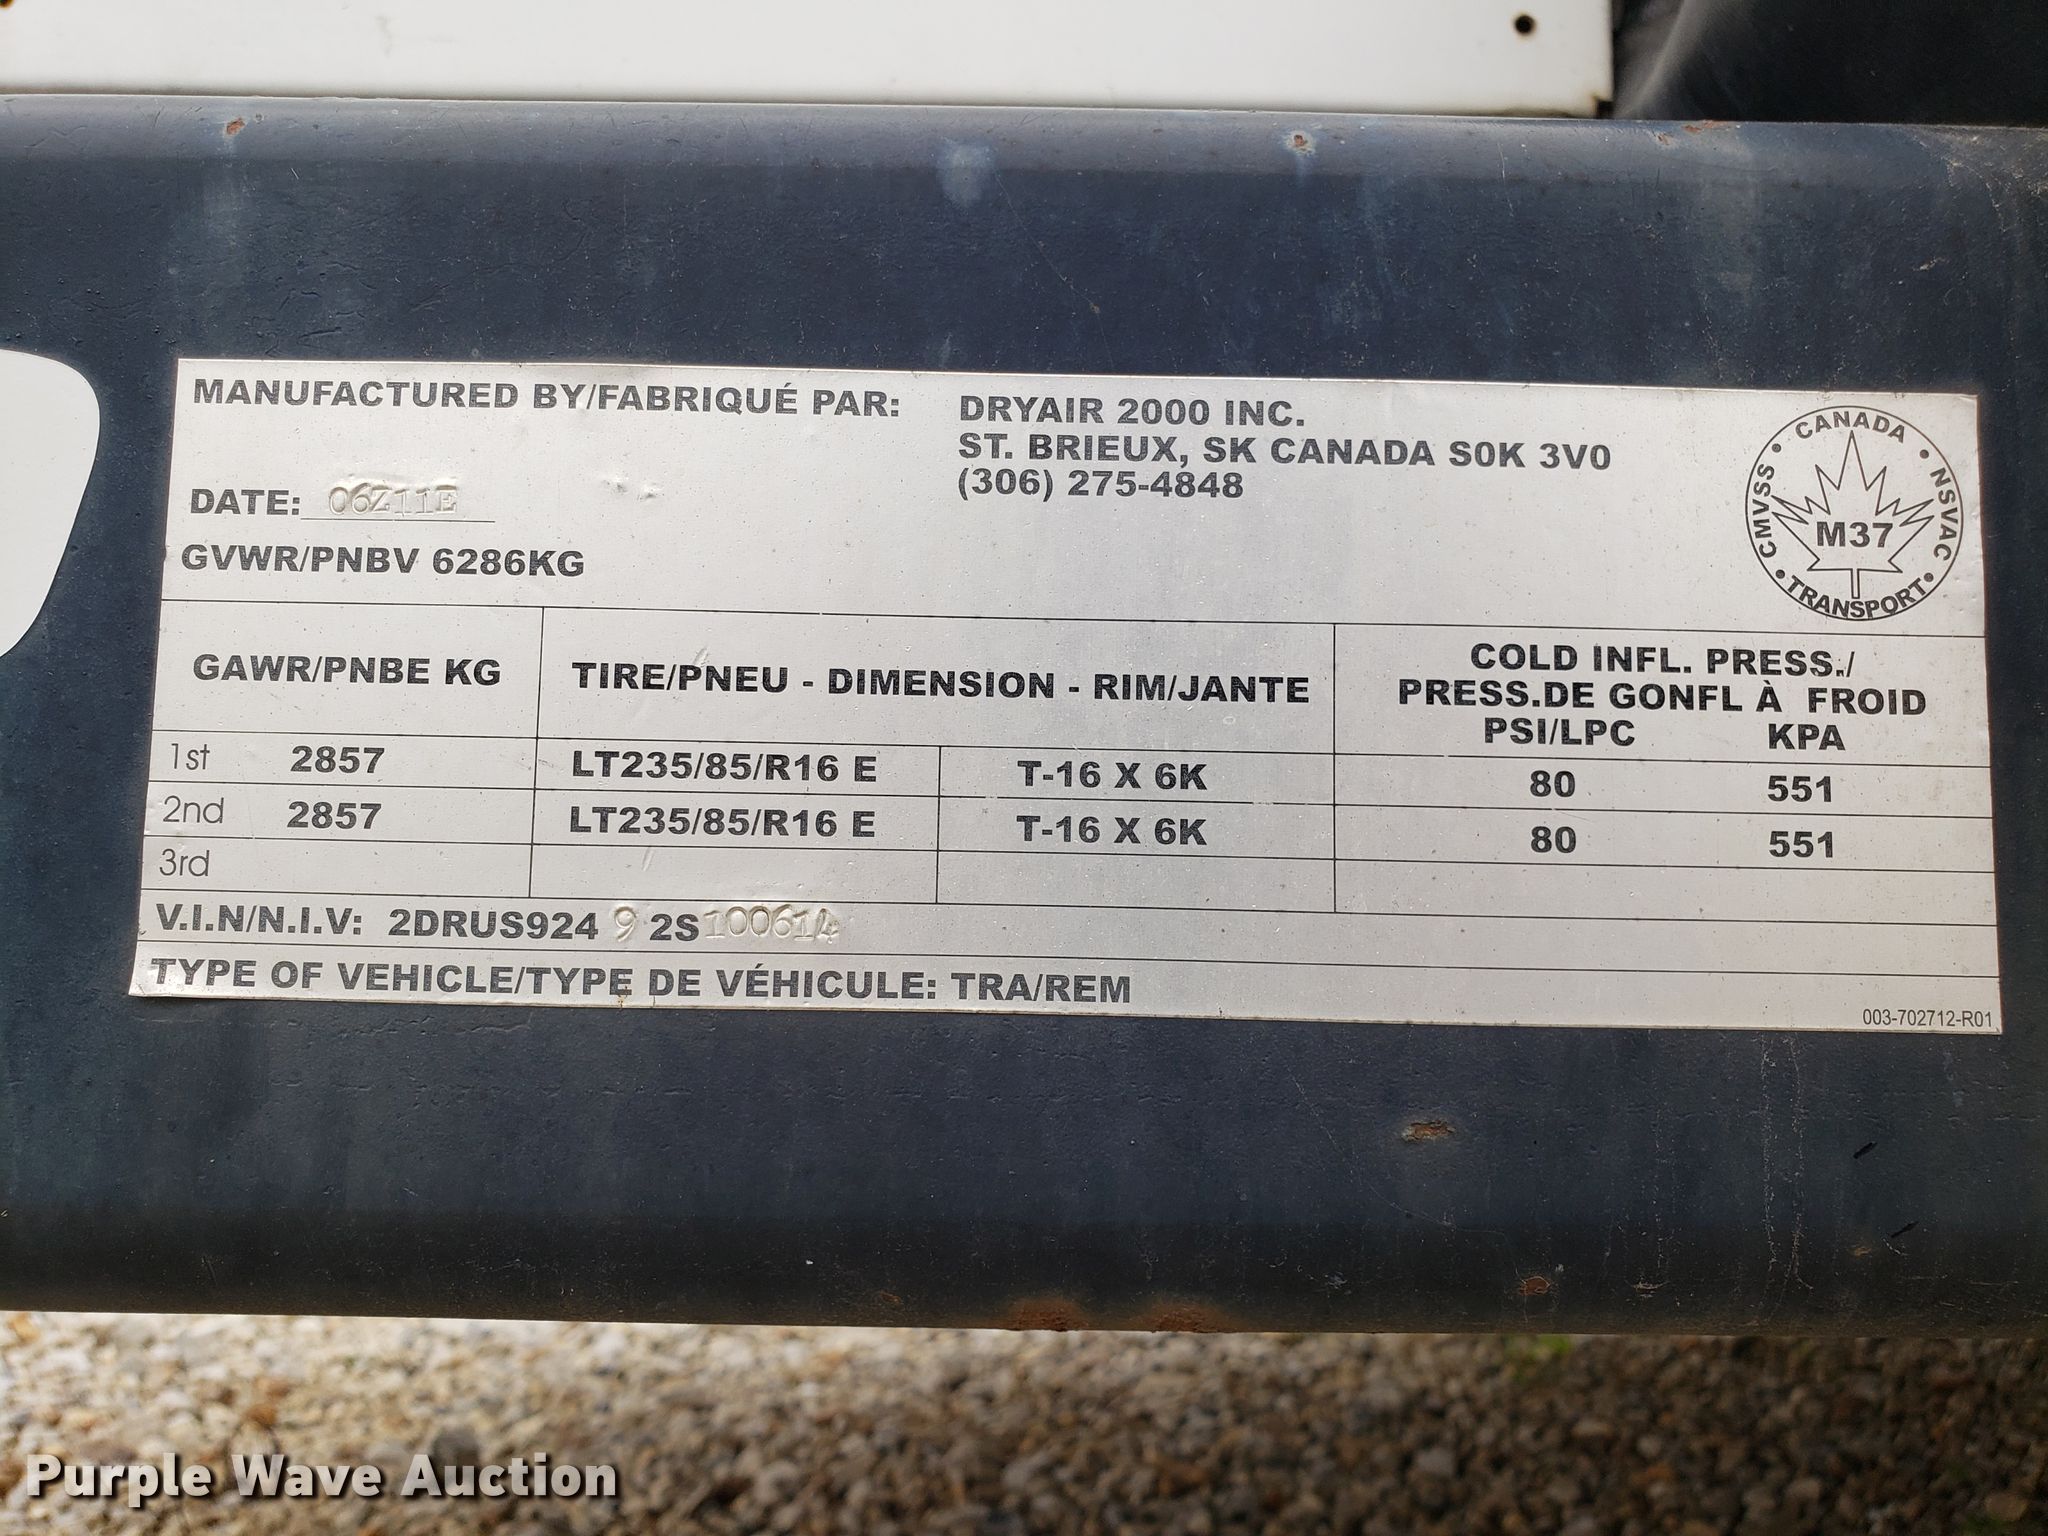 MANUFACTURED BY/FABRIQUÉ PAR: DRYAIR 2000 INC.
ST. BRIEUX, SK CANADA S0K 3V0
(306) 275-4848
DATE: 06Z11E
GVWR/PNBV 6286KG
CANADA • NSVAC • TRANSPORT • CMVSS •
M37
GAWR/PNBE KG TIRE/PNEU - DIMENSION - RIM/JANTE COLD INFL. PRESS./
PRESS.DE GONFL À FROID
PSI/LPC KPA
1st 2857 LT235/85/R16 E T-16 X 6K 80 551
2nd 2857 LT235/85/R16 E T-16 X 6K 80 551
3rd
V.I.N/N.I.V: 2DRUS924 9 2S100614
TYPE OF VEHICLE/TYPE DE VÉHICULE: TRA/REM
003-702712-R01
Purple Wave Auction